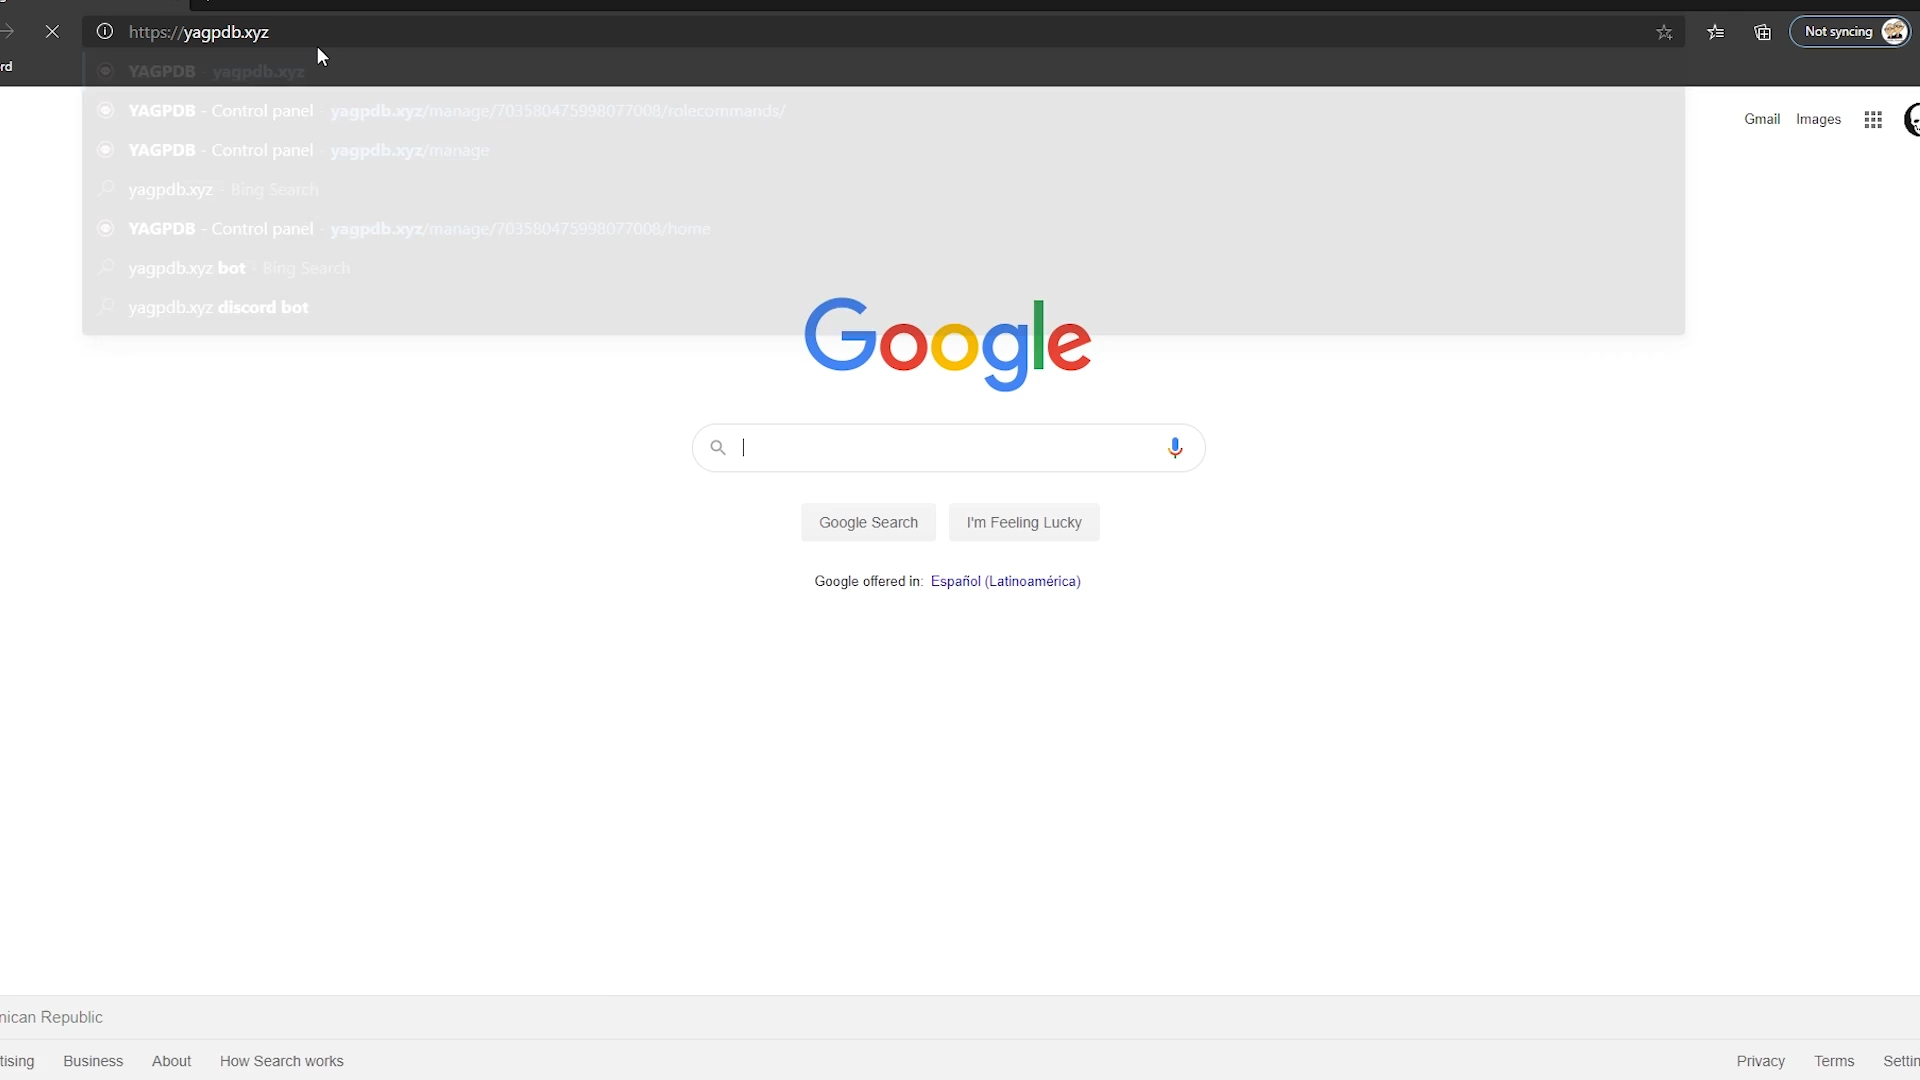 https://yagpdb.xyz
Not syncing
rd
YAGPDB - yagpdb.xyz
YAGPDB - Control panel - yagpdb.xyz/manage/703580475998077008/rolecommands/
YAGPDB - Control panel - yagpdb.xyz/manage
yagpdb.xyz - Bing Search
YAGPDB - Control panel - yagpdb.xyz/manage/703580475998077008/home
yagpdb.xyz bot - Bing Search
yagpdb.xyz discord bot
Gmail Images
Google
Google Search I'm Feeling Lucky
Google offered in: Español (Latinoamérica)
nican Republic
tising Business About How Search works Privacy Terms Settin